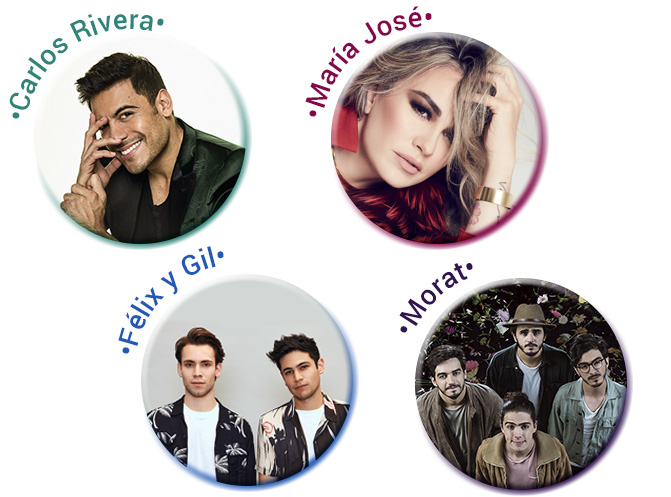 •Carlos Rivera•
•María José•
•Félix y Gil•
•Morat•